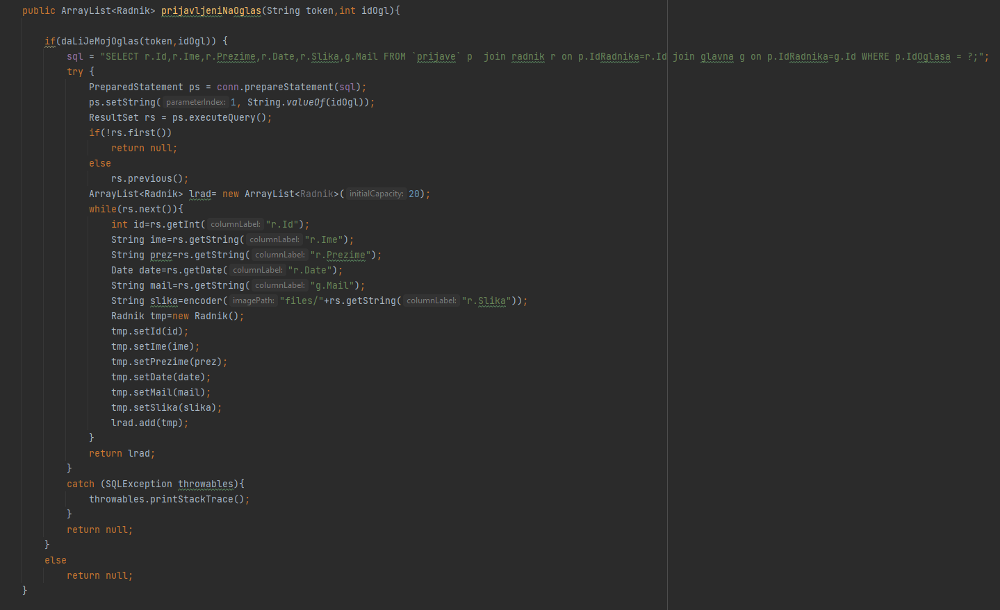 public ArrayList<Radnik> prijavljeniNaOglas(String token,int idOgl){
if(daLiJeMojOglas(token,idOgl)) {
sql = "SELECT r.Id,r.Ime,r.Prezime,r.Date,r.Slika,g.Mail FROM `prijave` p  join radnik r on p.IdRadnika=r.Id join glavna g on p.IdRadnika=g.Id WHERE p.IdOglasa = ?;";
try {
PreparedStatement ps = conn.prepareStatement(sql);
ps.setString( parameterIndex: 1, String.valueOf(idOgl));
ResultSet rs = ps.executeQuery();
if(!rs.first())
return null;
else
rs.previous();
ArrayList<Radnik> lrad= new ArrayList<Radnik>( initialCapacity: 20);
while(rs.next()){
int id=rs.getInt( columnLabel: "r.Id");
String ime=rs.getString( columnLabel: "r.Ime");
String prez=rs.getString( columnLabel: "r.Prezime");
Date date=rs.getDate( columnLabel: "r.Date");
String mail=rs.getString( columnLabel: "g.Mail");
String slika=encoder( imagePath: "files/"+rs.getString( columnLabel: "r.Slika"));
Radnik tmp=new Radnik();
tmp.setId(id);
tmp.setIme(ime);
tmp.setPrezime(prez);
tmp.setDate(date);
tmp.setMail(mail);
tmp.setSlika(slika);
lrad.add(tmp);
}
return lrad;
}
catch (SQLException throwables){
throwables.printStackTrace();
}
return null;
}
else
return null;
}